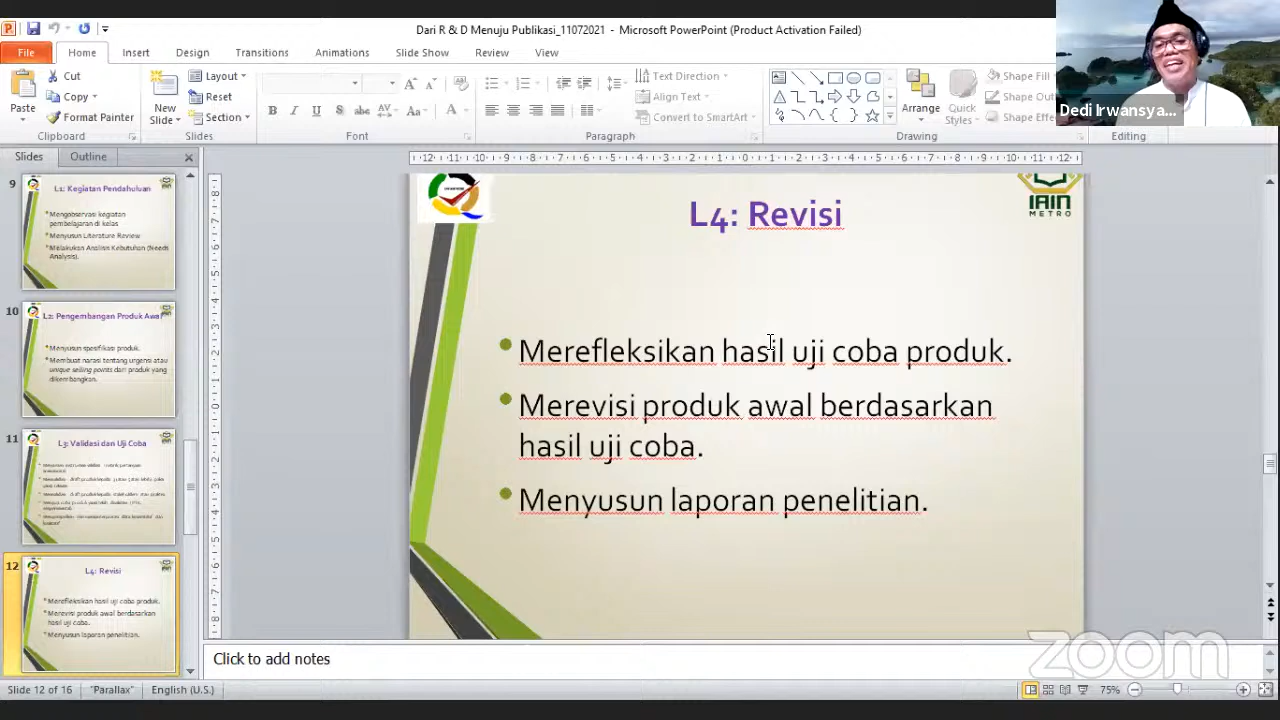 Dari R & D Menuju Publikasi_11072021 - Microsoft PowerPoint (Product Activation Failed)
File Home Insert Design Transitions Animations Slide Show Review View
Cut
Copy
Format Painter
Paste
Clipboard
New Slide
Layout
Reset
Section
Slides
B I U S AV Aa A
Font
Text Direction
Align Text
Convert to SmartArt
Paragraph
Arrange
Quick Styles
Shape Fill
Shape
Shape
Drawing
Editing
Dedi Irwansya...
Slides Outline
9
L1: Kegiatan Pendahuluan
Mengobservasi kegiatan
pembelajaran di kelas
Menyusun Literature Review
Melakukan Analisis Kebutuhan (Needs
Analysis).
10
L2: Pengembangan Produk Awal
Menyusun spesifikasi produk.
Membuat narasi tentang urgensi atau
unique selling points dari produk yang
dikembangkan.
11
L3: Validasi dan Uji Coba
12
L4: Revisi
Merefleksikan hasil uji coba produk.
Merevisi produk awal berdasarkan
hasil uji coba.
Menyusun laporan penelitian.
IAIN
METRO
L4: Revisi
Merefleksikan hasil uji coba produk.
Merevisi produk awal berdasarkan
hasil uji coba.
Menyusun laporan penelitian.
zoom
Click to add notes
Slide 12 of 16 "Parallax" English (U.S.) 75%